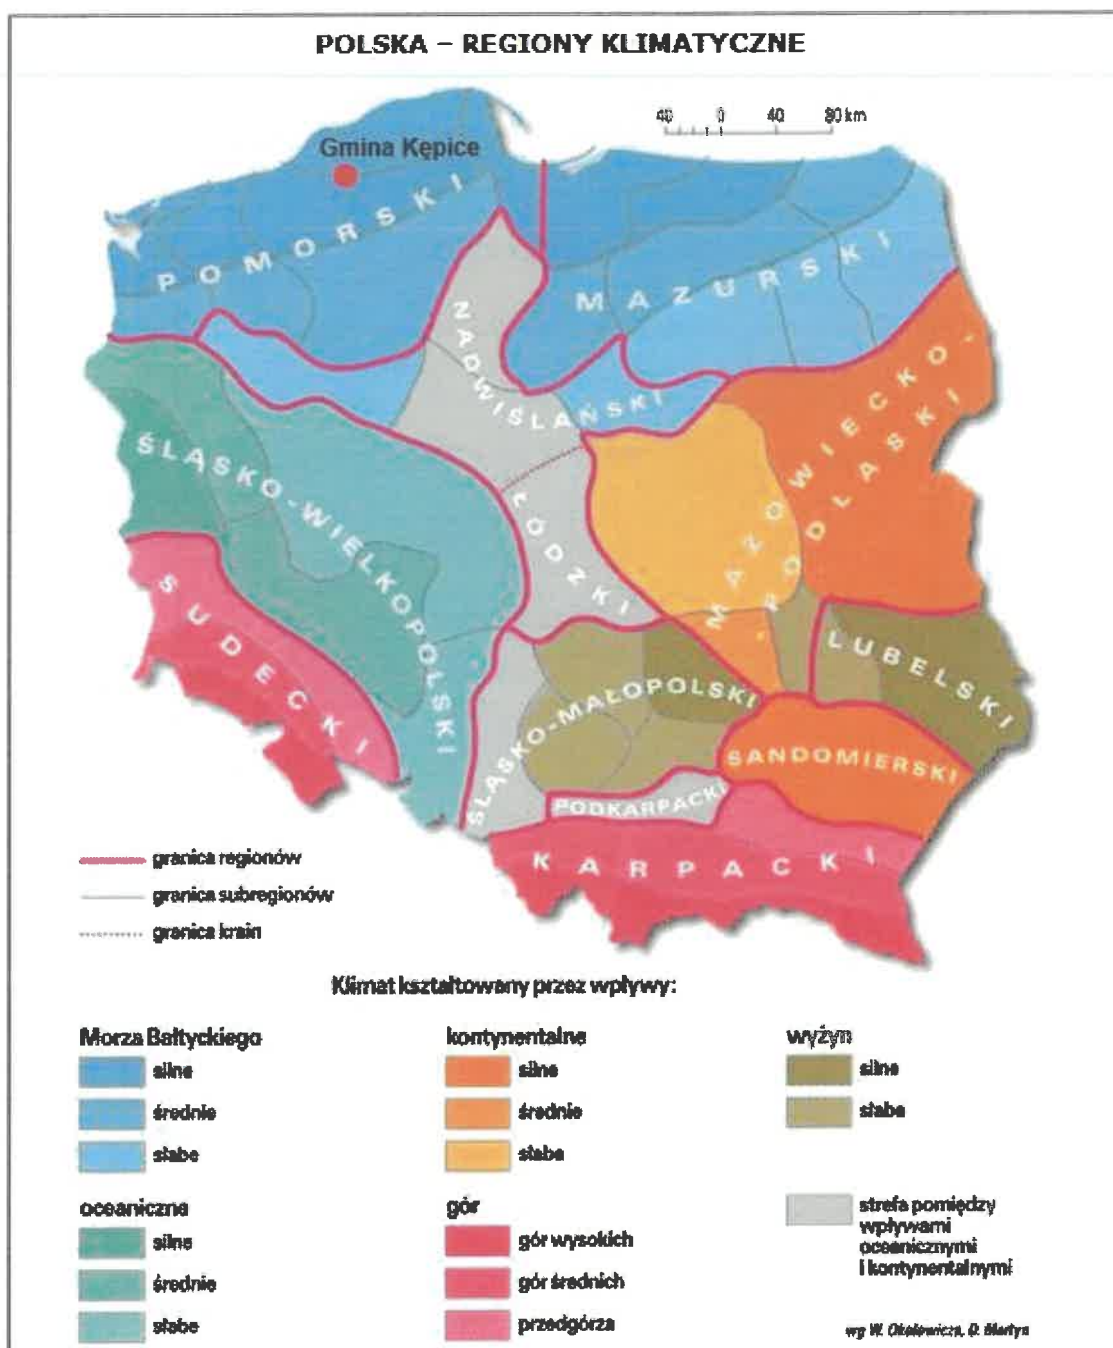 POLSKA – REGIONY KLIMATYCZNE
40 0 40 80 km
Gmina Kępice
POMORSKI
MAZURSKI
NADWIŚLAŃSKI
MAZOWIECKO-
-PODLASKI
ŚLĄSKO-WIELKOPOLSKI
ŁÓDZKI
SUDECKI
LUBELSKI
ŚLĄSKO-MAŁOPOLSKI
SANDOMIERSKI
PODKARPACKI
KARPACKI
granica regionów
granica subregionów
granica krain
Klimat kształtowany przez wpływy:
Morza Bałtyckiego
silne
średnie
słabe
kontynentalne
silne
średnie
słabe
wyżyn
silne
słabe
oceaniczne
silne
średnie
słabe
gór
gór wysokich
gór średnich
przedgórza
strefa pomiędzy
wpływami
oceanicznymi
i kontynentalnymi
wg W. Okołowicza, D. Martyn